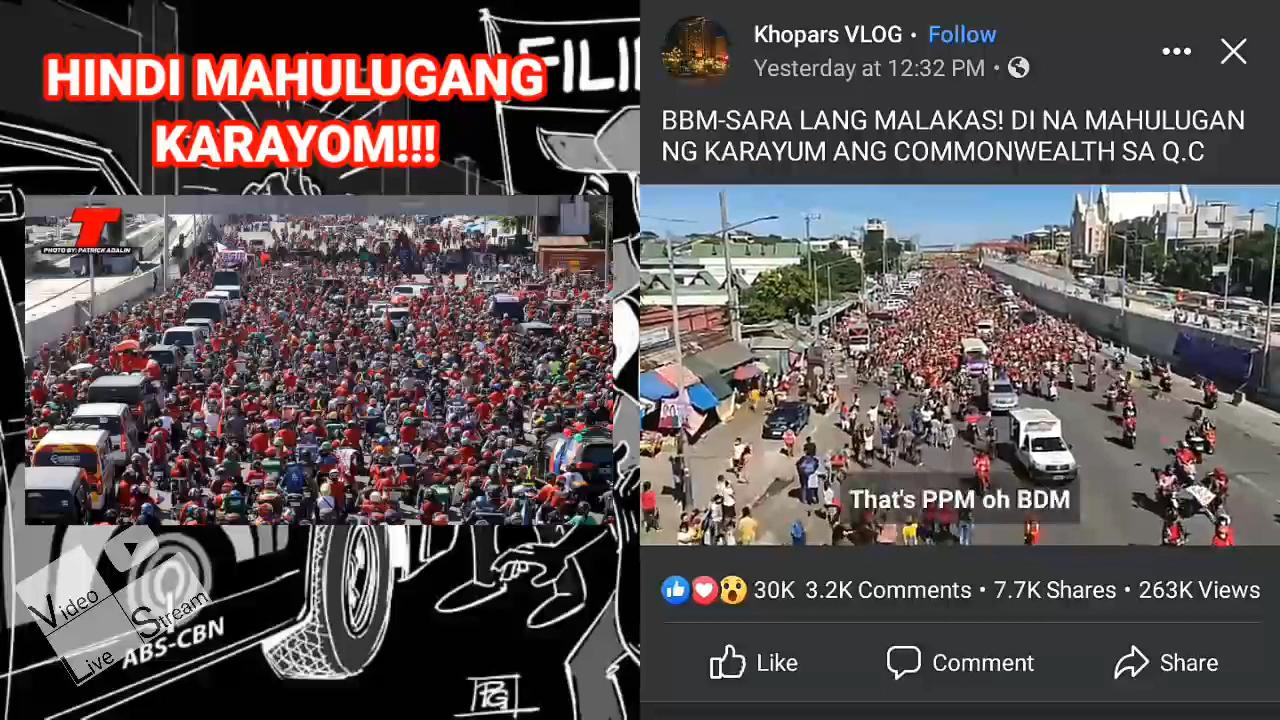 HINDI MAHULUGANG
KARAYOM!!!
FILI
T
PHOTO BY: PATRICK ADALIN
Video
Live
Stream
ABS-CBN
PG
Khopars VLOG • Follow
Yesterday at 12:32 PM •
BBM-SARA LANG MALAKAS! DI NA MAHULUGAN
NG KARAYUM ANG COMMONWEALTH SA Q.C
That's PPM oh BDM
30K 3.2K Comments • 7.7K Shares • 263K Views
Like
Comment
Share